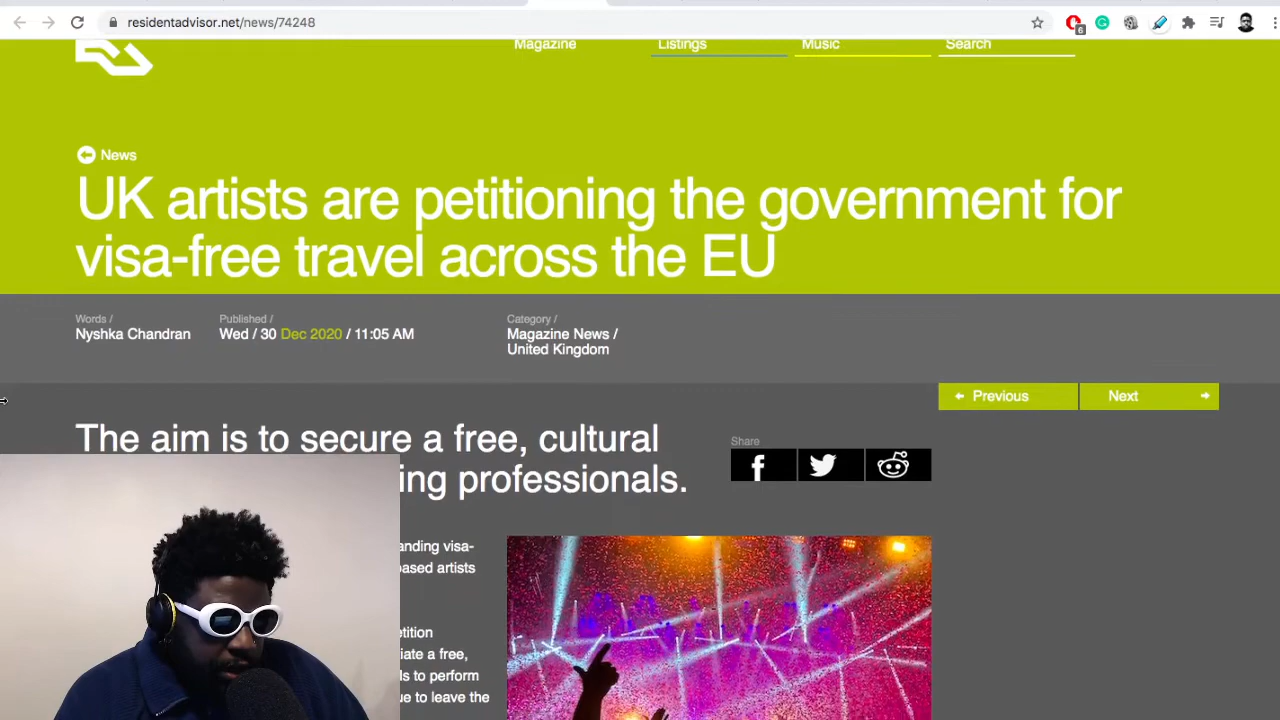 residentadvisor.net/news/74248
6
Magazine
Listings
Music
Search
News
UK artists are petitioning the government for
visa-free travel across the EU
Words /
Nyshka Chandran
Published /
Wed / 30 Dec 2020 / 11:05 AM
Category /
Magazine News /
United Kingdom
Previous
Next
The aim is to secure a free, cultural
ing professionals.
Share
anding visa-
ased artists
etition
iate a free,
ls to perform
ue to leave the